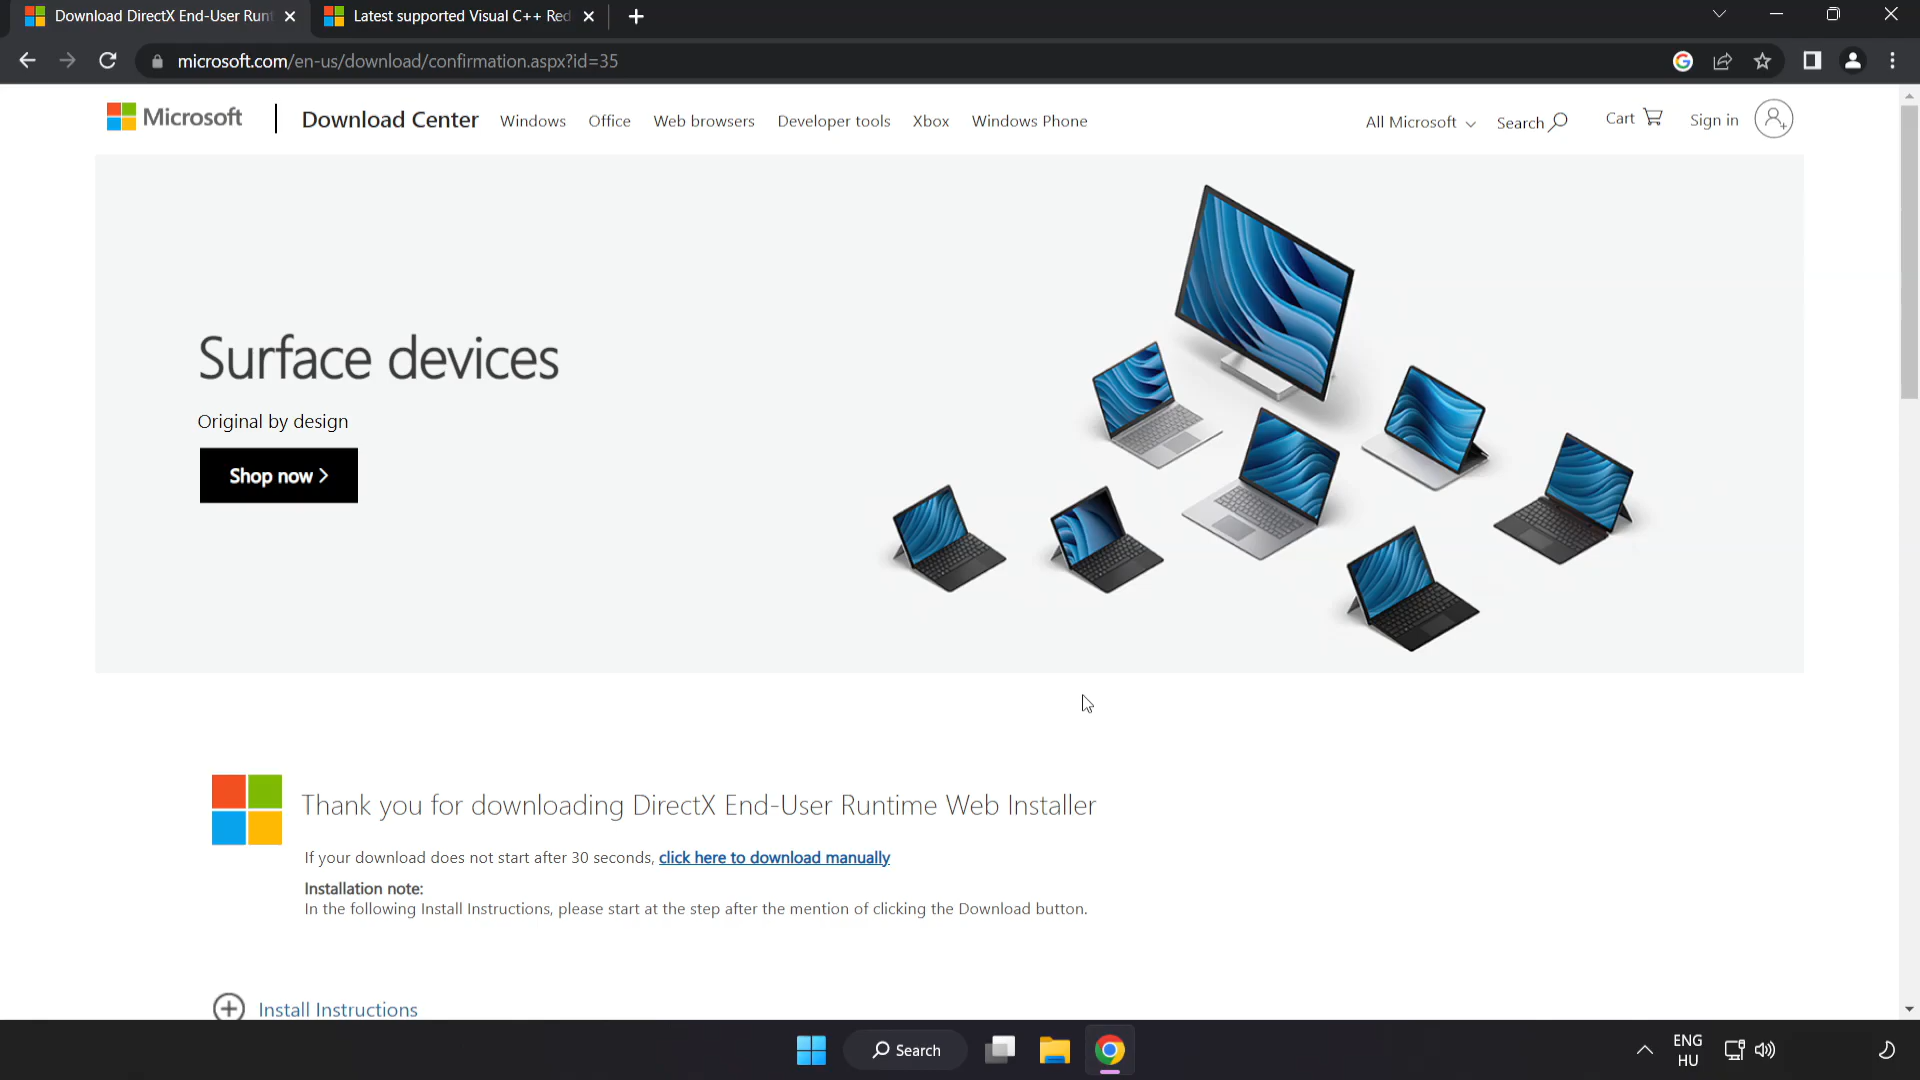 Download DirectX End-User Runt
Latest supported Visual C++ Red
microsoft.com/en-us/download/confirmation.aspx?id=35
Microsoft
Download Center
Windows
Office
Web browsers
Developer tools
Xbox
Windows Phone
All Microsoft
Search
Cart
Sign in
Surface devices
Original by design
Shop now
Thank you for downloading DirectX End-User Runtime Web Installer
If your download does not start after 30 seconds, click here to download manually
Installation note:
In the following Install Instructions, please start at the step after the mention of clicking the Download button.
Install Instructions
Search
ENG
HU